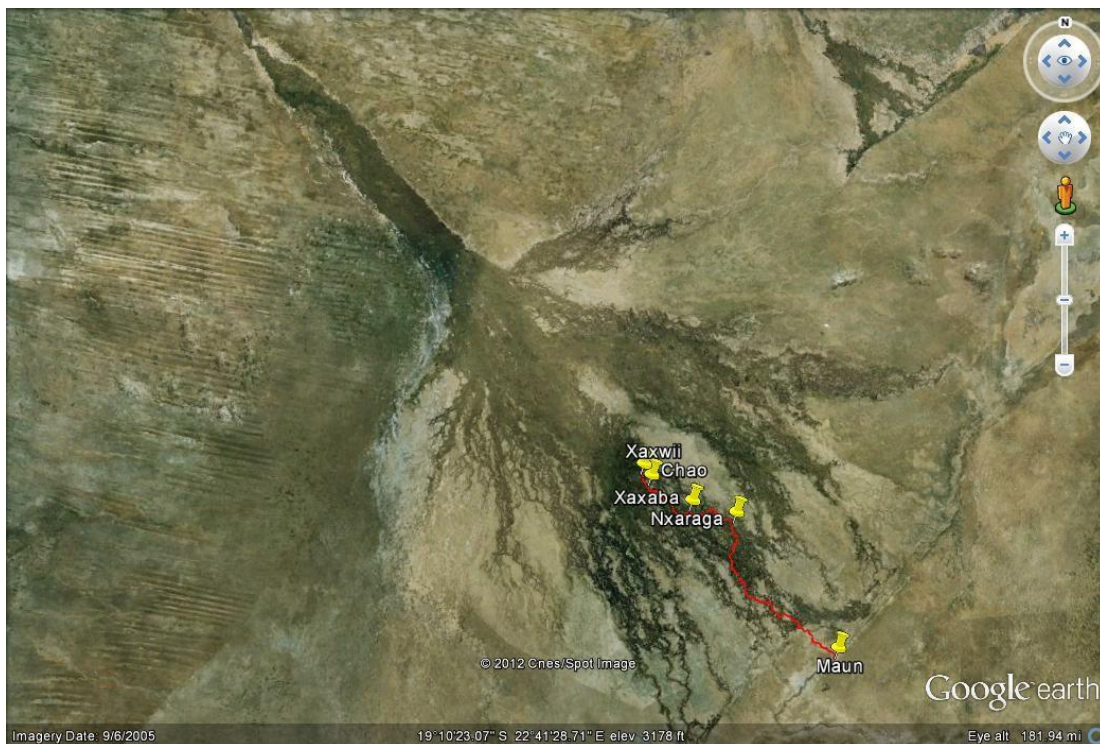 N
Xaxwii
Chao
Xaxaba
Nxaraga
© 2012 Cnes/Spot Image
Maun
Google earth
Imagery Date: 9/6/2005 19°10'23.07" S 22°41'28.71" E elev 3178 ft Eye alt 181.94 mi